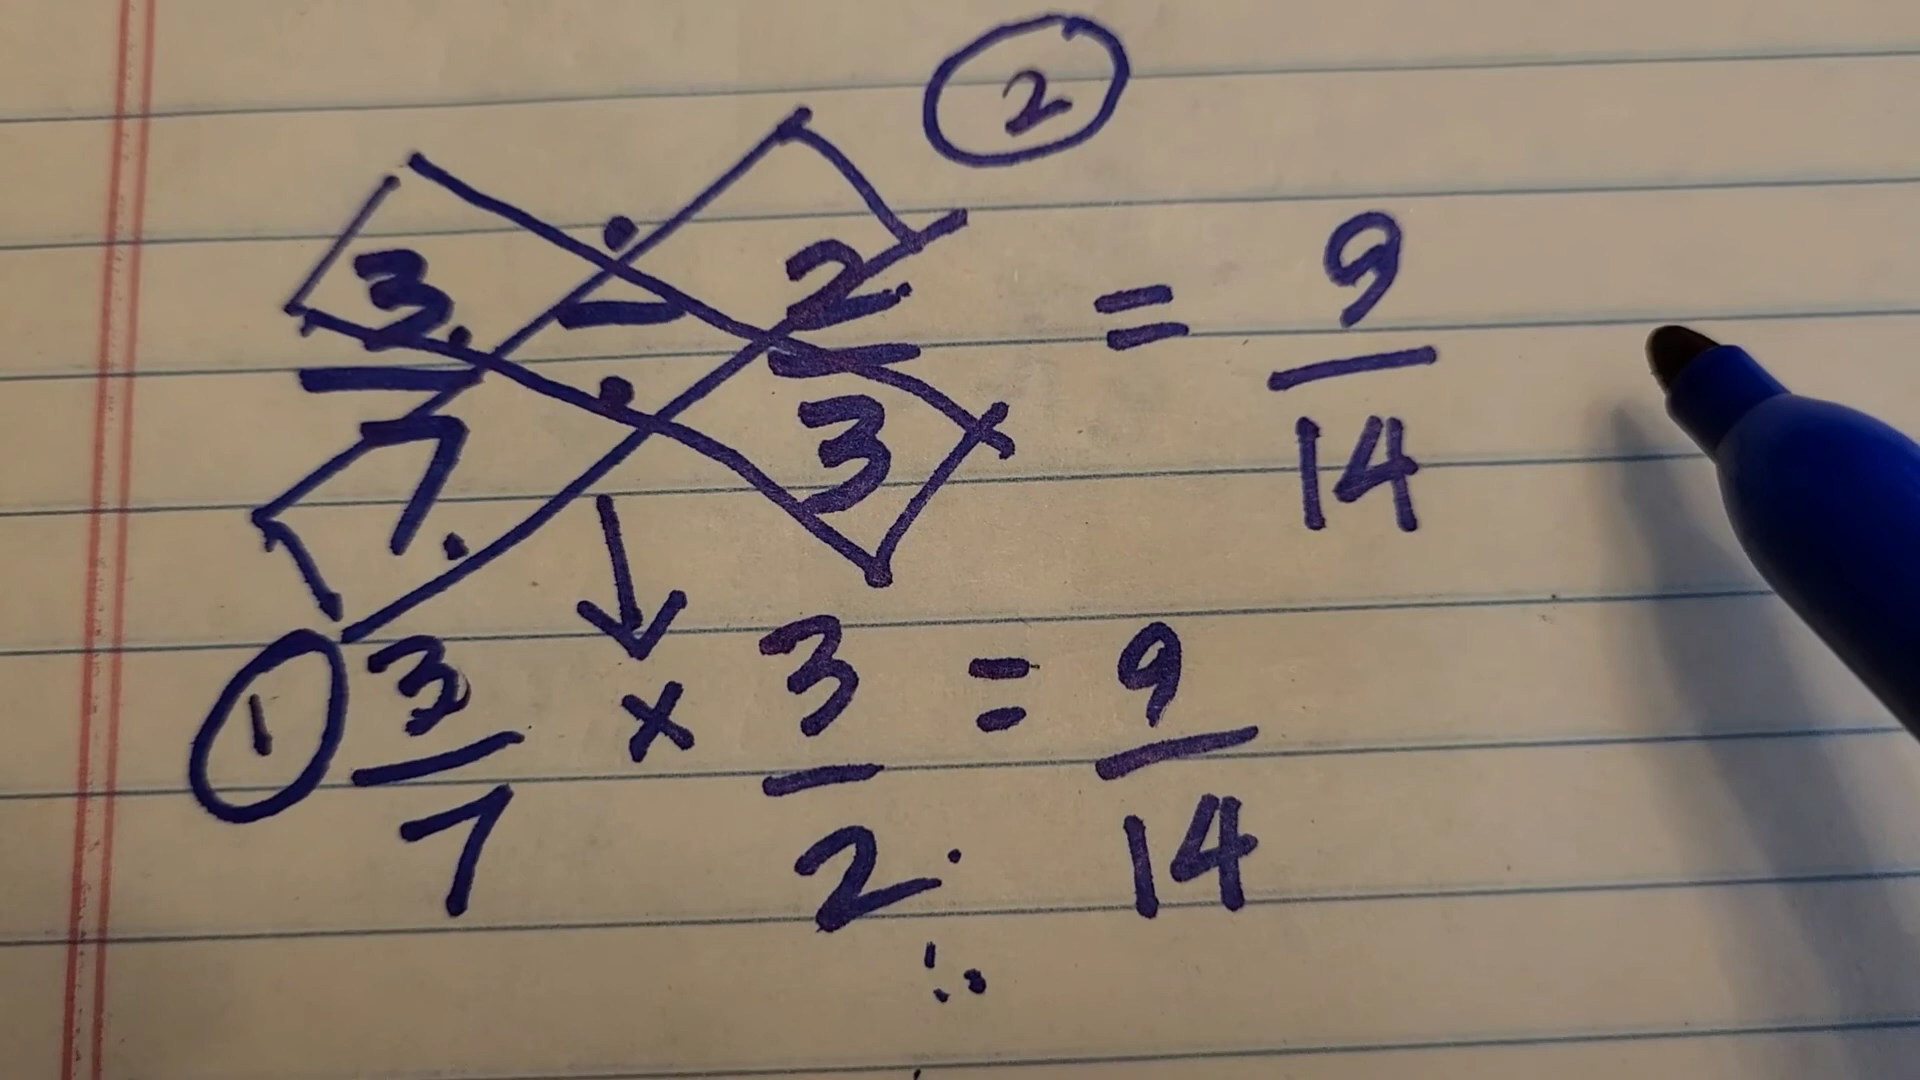 ②
3/7 ÷ 2/3 = 9/14
① 3/7 × 3/2 = 9/14